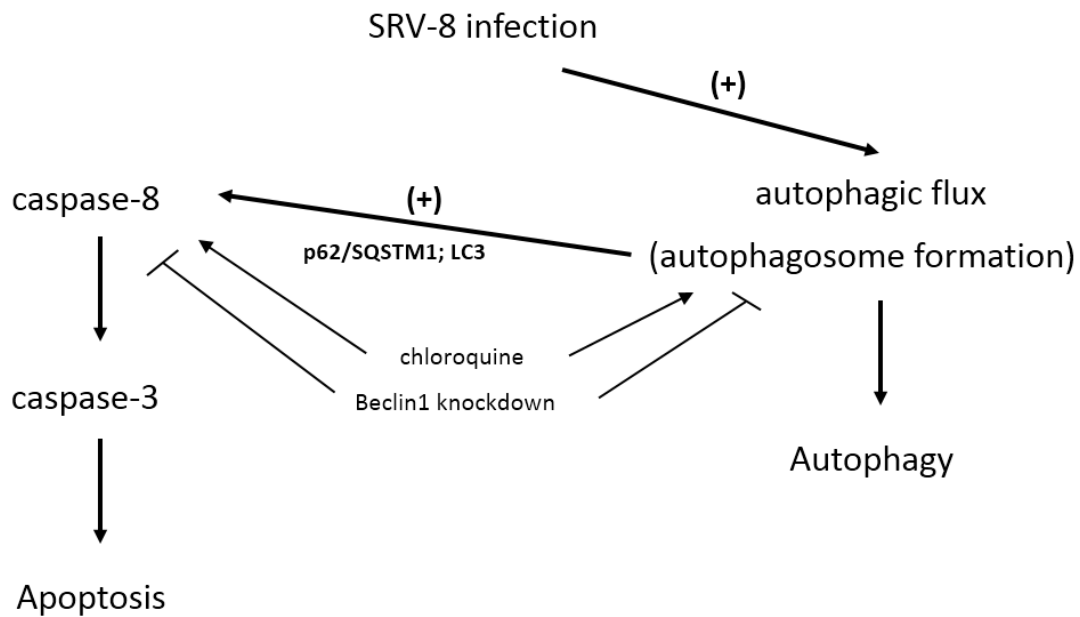 SRV-8 infection
(+)
autophagic flux
(autophagosome formation)
caspase-8
(+)
p62/SQSTM1; LC3
chloroquine
Beclin1 knockdown
caspase-3
Autophagy
Apoptosis